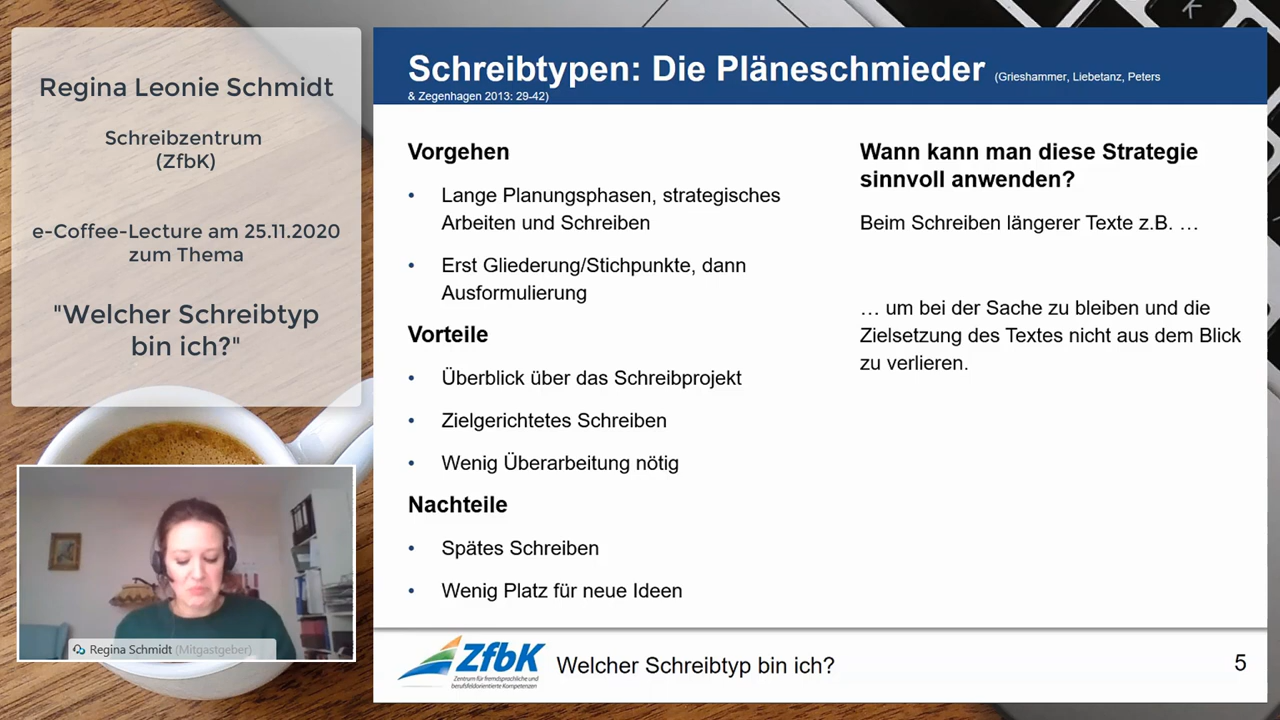 Regina Leonie Schmidt
Schreibzentrum
(ZfbK)
e-Coffee-Lecture am 25.11.2020
zum Thema
"Welcher Schreibtyp
bin ich?"
Regina Schmidt (Mitgastgeber)
Schreibtypen: Die Pläneschmieder (Grieshammer, Liebetanz, Peters
& Zegenhagen 2013: 29-42)
Vorgehen
• Lange Planungsphasen, strategisches
Arbeiten und Schreiben
• Erst Gliederung/Stichpunkte, dann
Ausformulierung
Vorteile
• Überblick über das Schreibprojekt
• Zielgerichtetes Schreiben
• Wenig Überarbeitung nötig
Nachteile
• Spätes Schreiben
• Wenig Platz für neue Ideen
Wann kann man diese Strategie
sinnvoll anwenden?
Beim Schreiben längerer Texte z.B. …
… um bei der Sache zu bleiben und die
Zielsetzung des Textes nicht aus dem Blick
zu verlieren.
ZfbK
Zentrum für fremdsprachliche und
berufsfeldorientierte Kompetenzen
Welcher Schreibtyp bin ich?
5